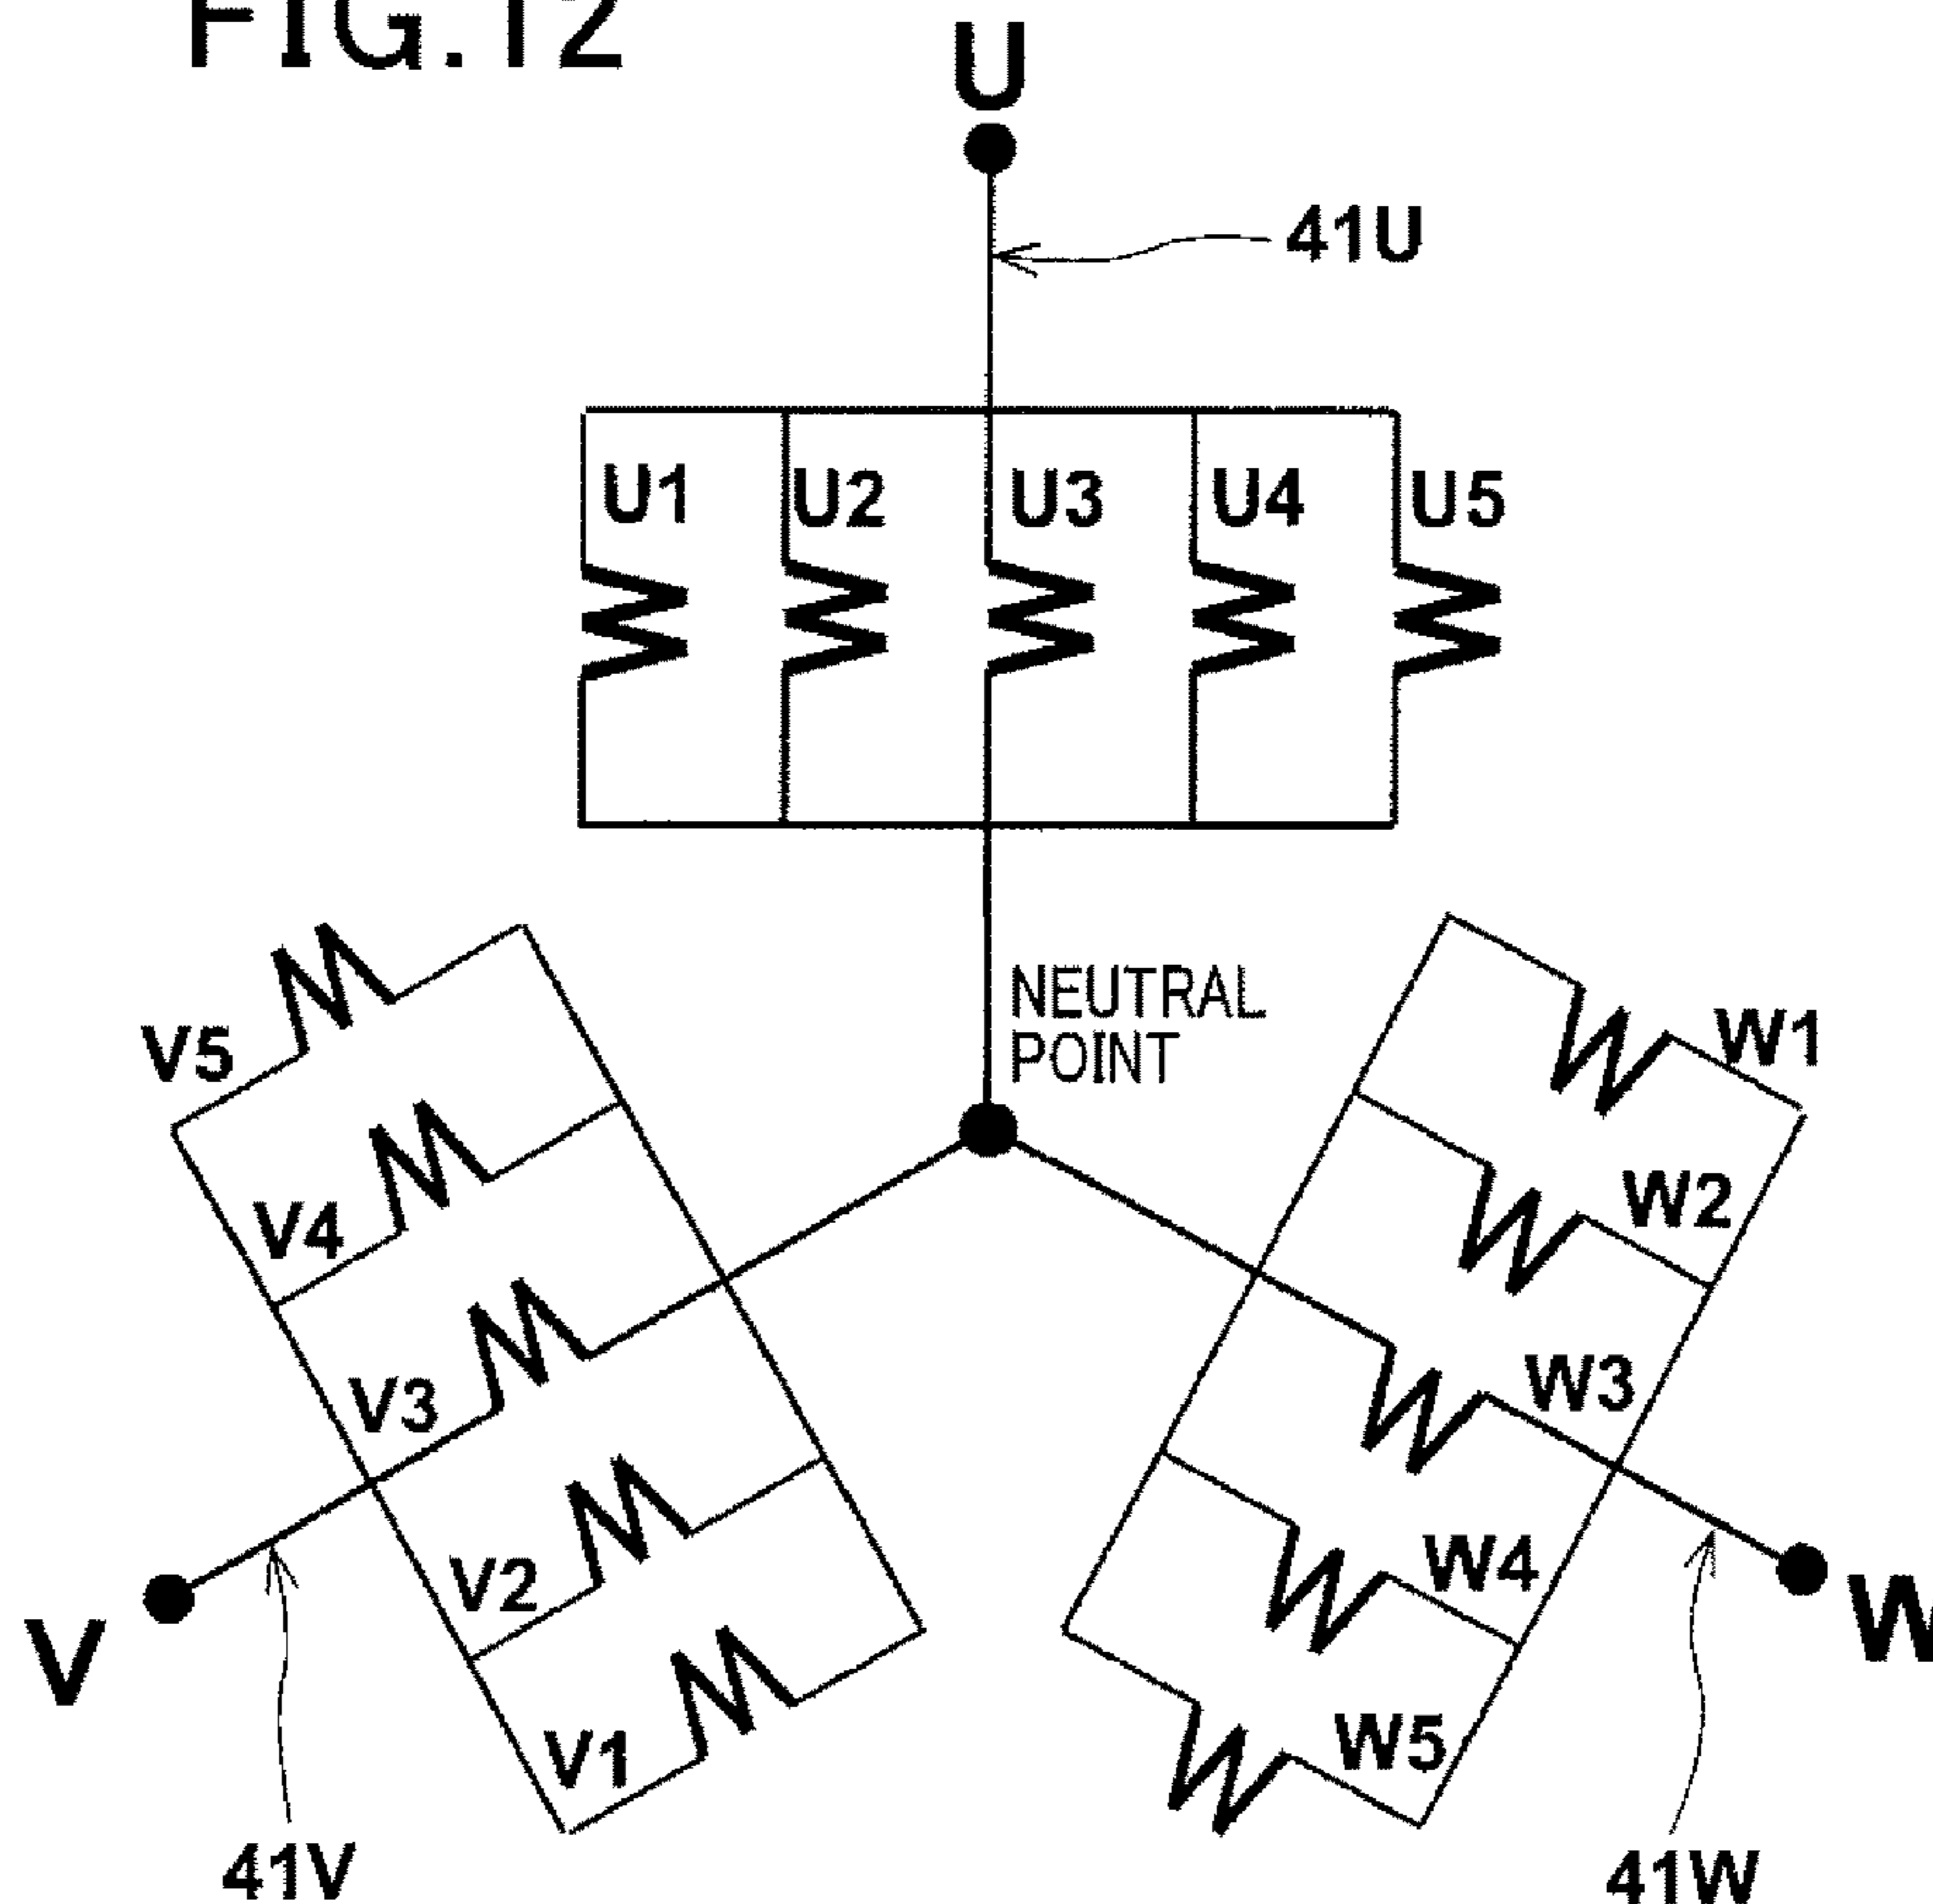 FIG.12
U
41U
U1 U2 U3 U4 U5
NEUTRAL
POINT
V5
V4
V3
V2
V1
W1
W2
W3
W4
W5
V
W
41V
41W